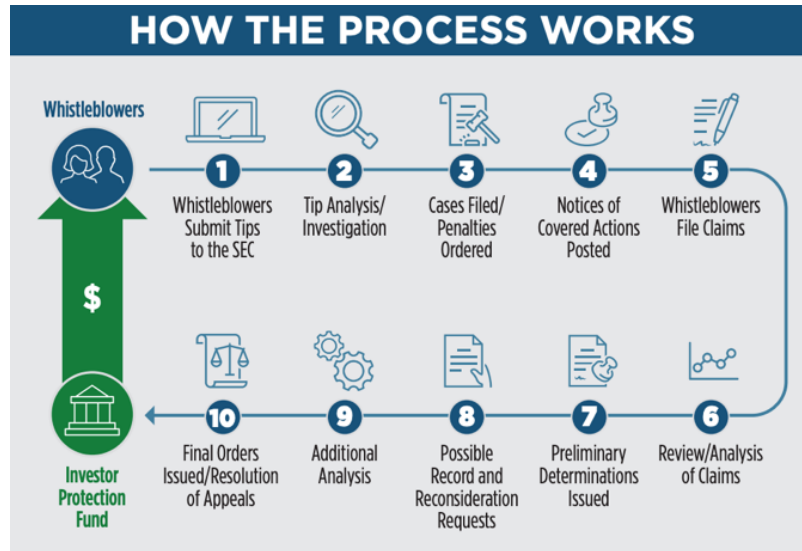 HOW THE PROCESS WORKS
Whistleblowers
1
Whistleblowers
Submit Tips
to the SEC
2
Tip Analysis/
Investigation
3
Cases Filed/
Penalties
Ordered
4
Notices of
Covered Actions
Posted
5
Whistleblowers
File Claims
6
Review/Analysis
of Claims
7
Preliminary
Determinations
Issued
8
Possible
Record and
Reconsideration
Requests
9
Additional
Analysis
10
Final Orders
Issued/Resolution
of Appeals
Investor
Protection
Fund
$